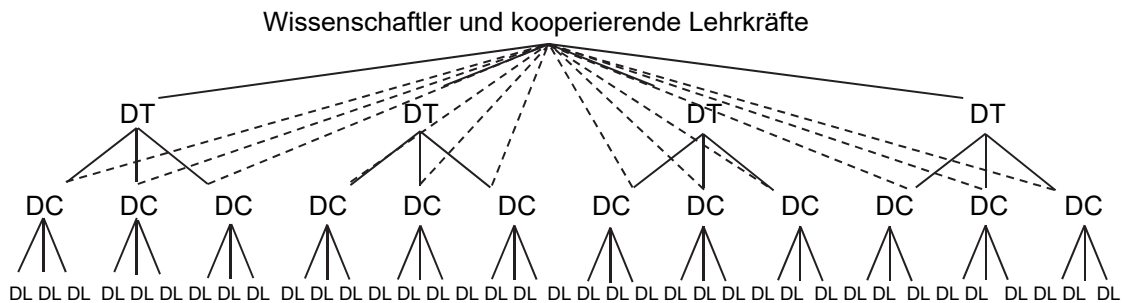 Wissenschaftler und kooperierende Lehrkräfte
DT DT DT DT
DC DC DC DC DC DC DC DC DC DC DC DC
DL DL DL DL DL DL DL DL DL DL DL DL DL DL DL DL DL DL DL DL DL DL DL DL DL DL DL DL DL DL DL DL DL DL DL DL